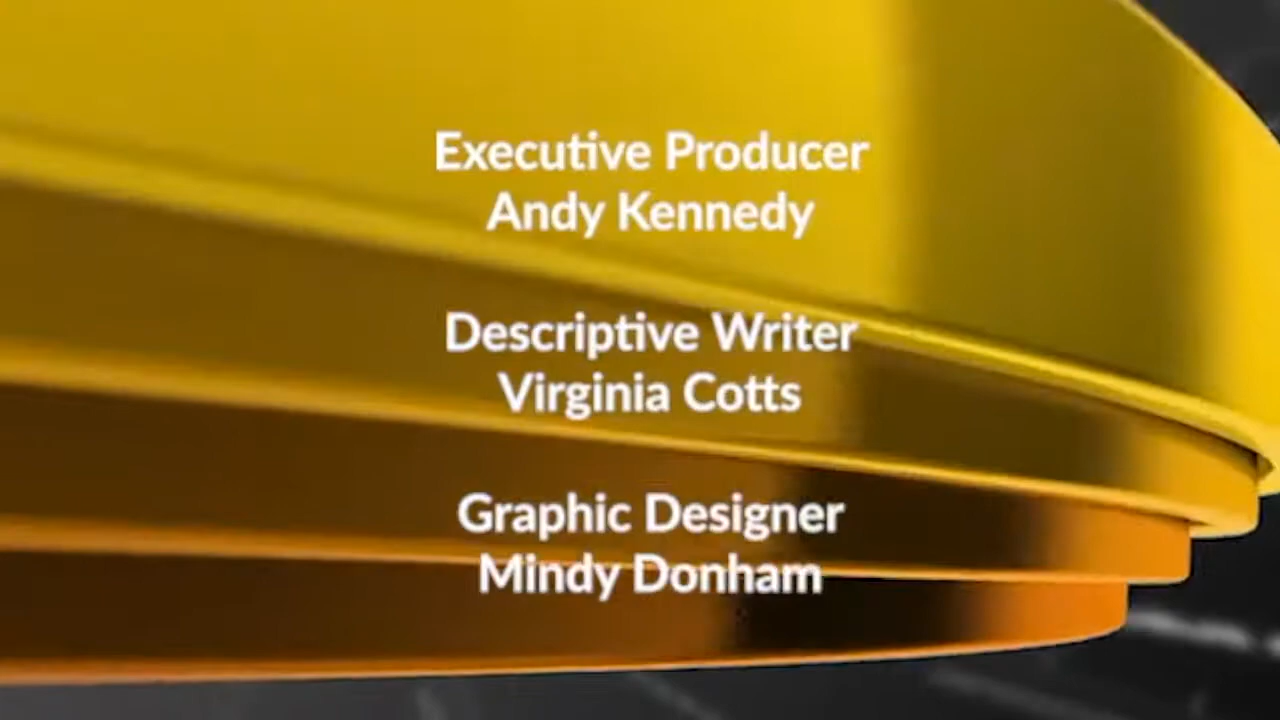 Executive Producer
Andy Kennedy
Descriptive Writer
Virginia Cotts
Graphic Designer
Mindy Donham